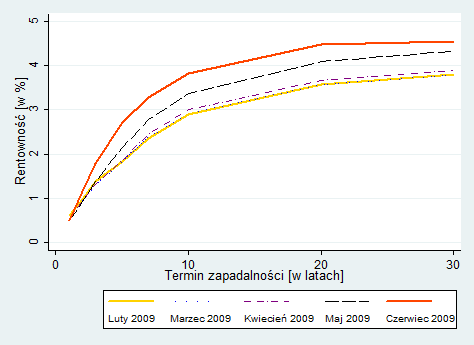 5
4
3
2
1
0
Rentowność [w %]
0 10 20 30
Termin zapadalności [w latach]
Luty 2009 Marzec 2009 Kwiecień 2009 Maj 2009 Czerwiec 2009